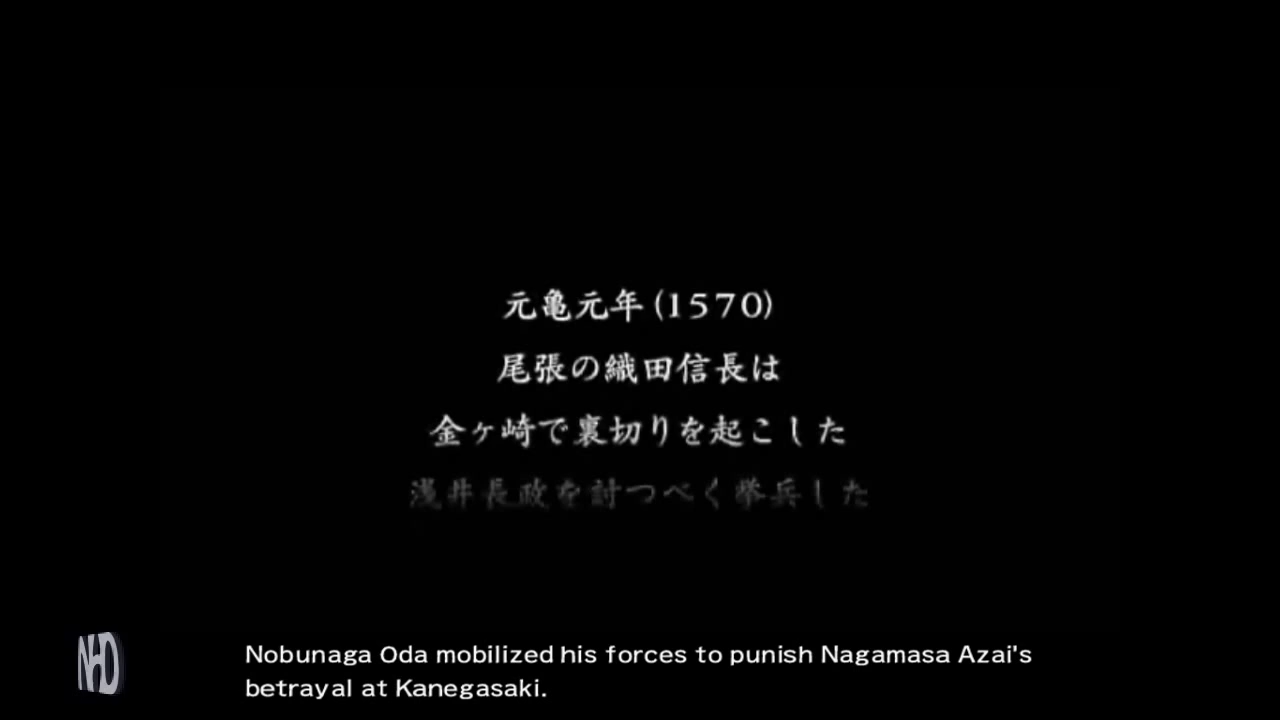 元亀元年(1570)
尾張の織田信長は
金ヶ崎で裏切りを起こした
浅井長政を討つべく挙兵した
Nobunaga Oda mobilized his forces to punish Nagamasa Azai's
betrayal at Kanegasaki.
NHD